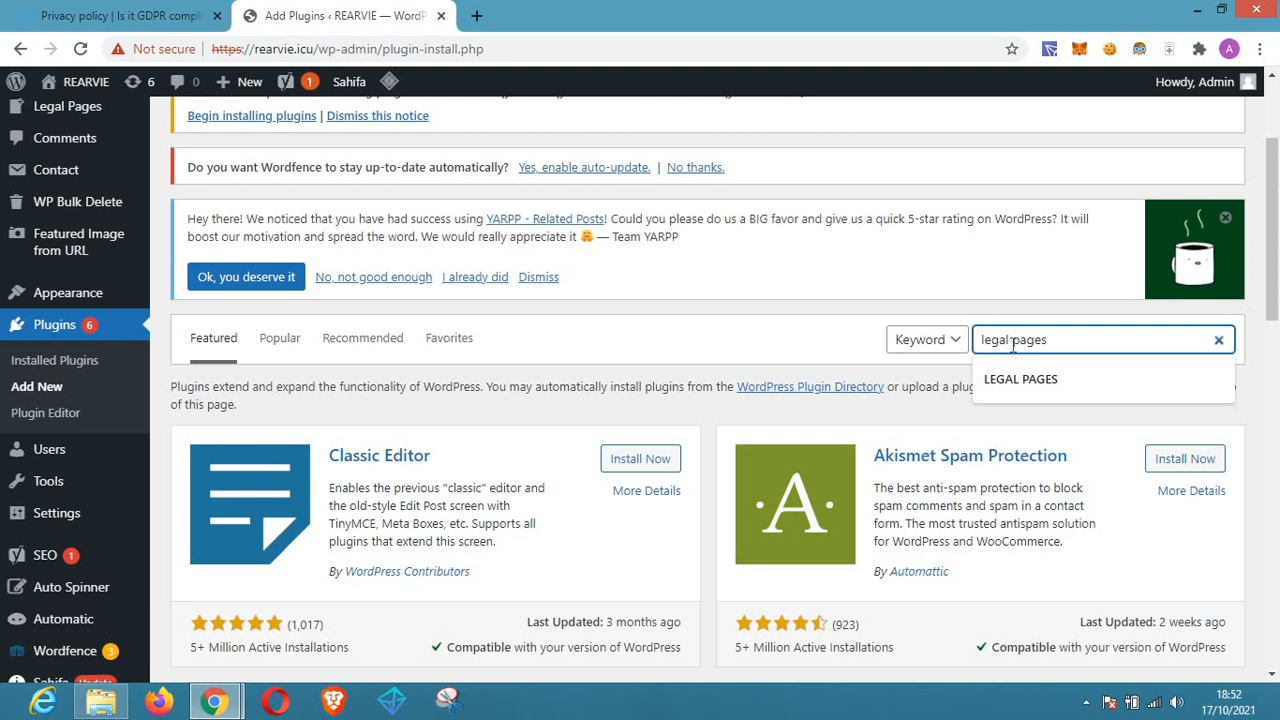 Privacy policy | Is it GDPR compli
Add Plugins ‹ REARVIE — WordPr
Not secure
https://rearvie.icu/wp-admin/plugin-install.php
A
REARVIE
6
0
New
1
Sahifa
Howdy, Admin
Legal Pages
Comments
Contact
WP Bulk Delete
Featured Image
from URL
Appearance
Plugins 6
Installed Plugins
Add New
Plugin Editor
Users
Tools
Settings
SEO 1
Auto Spinner
Automatic
Wordfence 3
Sahifa Update
Begin installing plugins | Dismiss this notice
Do you want Wordfence to stay up-to-date automatically? Yes, enable auto-update. | No thanks.
Hey there! We noticed that you have had success using YARPP - Related Posts! Could you please do us a BIG favor and give us a quick 5-star rating on WordPress? It will
boost our motivation and spread the word. We would really appreciate it 🤗 — Team YARPP
Ok, you deserve it No, not good enough I already did Dismiss
Featured Popular Recommended Favorites
Keyword
legal pages
LEGAL PAGES
Plugins extend and expand the functionality of WordPress. You may automatically install plugins from the WordPress Plugin Directory or upload a plu
of this page.
Classic Editor
Install Now
More Details
Enables the previous "classic" editor and
the old-style Edit Post screen with
TinyMCE, Meta Boxes, etc. Supports all
plugins that extend this screen.
By WordPress Contributors
(1,017)
5+ Million Active Installations
Last Updated: 3 months ago
Compatible with your version of WordPress
A
Akismet Spam Protection
Install Now
More Details
The best anti-spam protection to block
spam comments and spam in a contact
form. The most trusted antispam solution
for WordPress and WooCommerce.
By Automattic
(923)
5+ Million Active Installations
Last Updated: 2 weeks ago
Compatible with your version of WordPress
18:52
17/10/2021